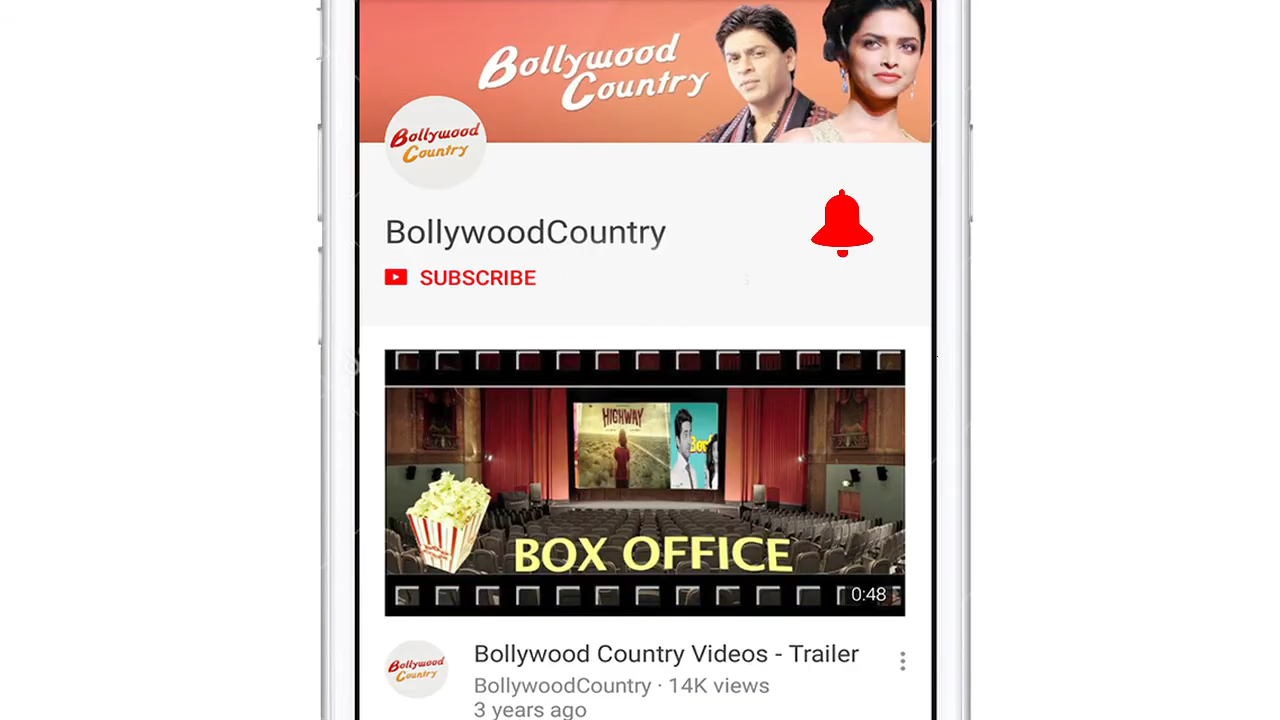 Bollywood
Country
Bollywood
Country
BollywoodCountry
SUBSCRIBE
HIGHWAY
BOX OFFICE
0:48
Bollywood
Country
Bollywood Country Videos - Trailer
BollywoodCountry · 14K views
3 years ago